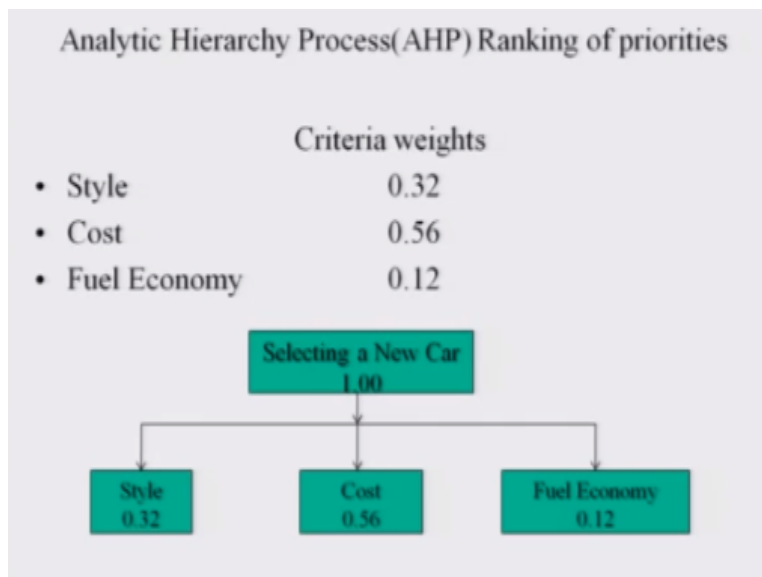 Analytic Hierarchy Process(AHP) Ranking of priorities
Criteria weights
• Style 0.32
• Cost 0.56
• Fuel Economy 0.12
Selecting a New Car
1.00
Style
0.32
Cost
0.56
Fuel Economy
0.12